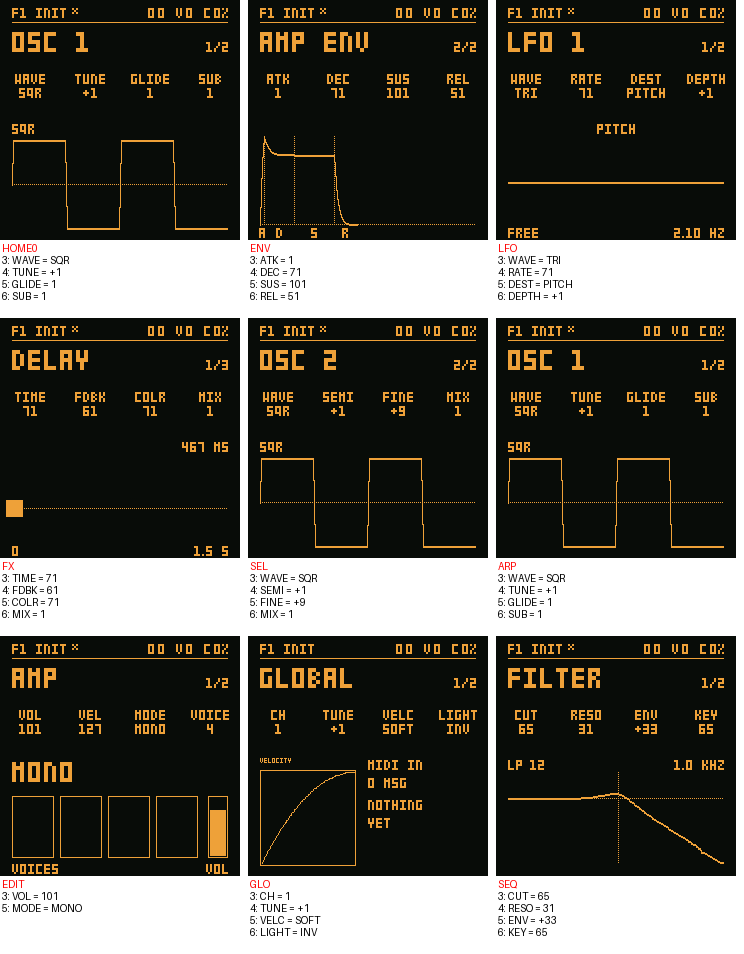 F1 INIT* 00 V0 C0%
OSC 1 1/2
WAVE TUNE GLIDE SUB
SQR +1 1 1
SQR
HOME0
3: WAVE = SQR
4: TUNE = +1
5: GLIDE = 1
6: SUB = 1
F1 INIT* 00 V0 C0%
AMP ENV 2/2
ATK DEC SUS REL
1 71 101 51
A D S R
ENV
3: ATK = 1
4: DEC = 71
5: SUS = 101
6: REL = 51
F1 INIT* 00 V0 C0%
LFO 1 1/2
WAVE RATE DEST DEPTH
TRI 71 PITCH +1
PITCH
FREE 2.10 HZ
LFO
3: WAVE = TRI
4: RATE = 71
5: DEST = PITCH
6: DEPTH = +1
F1 INIT* 00 V0 C0%
DELAY 1/3
TIME FDBK COLR MIX
71 61 71 1
467 MS
0 1.5 S
FX
3: TIME = 71
4: FDBK = 61
5: COLR = 71
6: MIX = 1
F1 INIT* 00 V0 C0%
OSC 2 2/2
WAVE SEMI FINE MIX
SQR +1 +9 1
SQR
SEL
3: WAVE = SQR
4: SEMI = +1
5: FINE = +9
6: MIX = 1
F1 INIT* 00 V0 C0%
OSC 1 1/2
WAVE TUNE GLIDE SUB
SQR +1 1 1
SQR
ARP
3: WAVE = SQR
4: TUNE = +1
5: GLIDE = 1
6: SUB = 1
F1 INIT* 00 V0 C0%
AMP 1/2
VOL VEL MODE VOICE
101 127 MONO 4
MONO
VOICES VOL
EDIT
3: VOL = 101
5: MODE = MONO
F1 INIT 00 V0 C0%
GLOBAL 1/2
CH TUNE VELC LIGHT
1 +1 SOFT INV
VELOCITY
MIDI IN
0 MSG
NOTHING
YET
GLO
3: CH = 1
4: TUNE = +1
5: VELC = SOFT
6: LIGHT = INV
F1 INIT* 00 V0 C0%
FILTER 1/2
CUT RESO ENV KEY
65 31 +33 65
LP 12 1.0 KHZ
SEQ
3: CUT = 65
4: RESO = 31
5: ENV = +33
6: KEY = 65